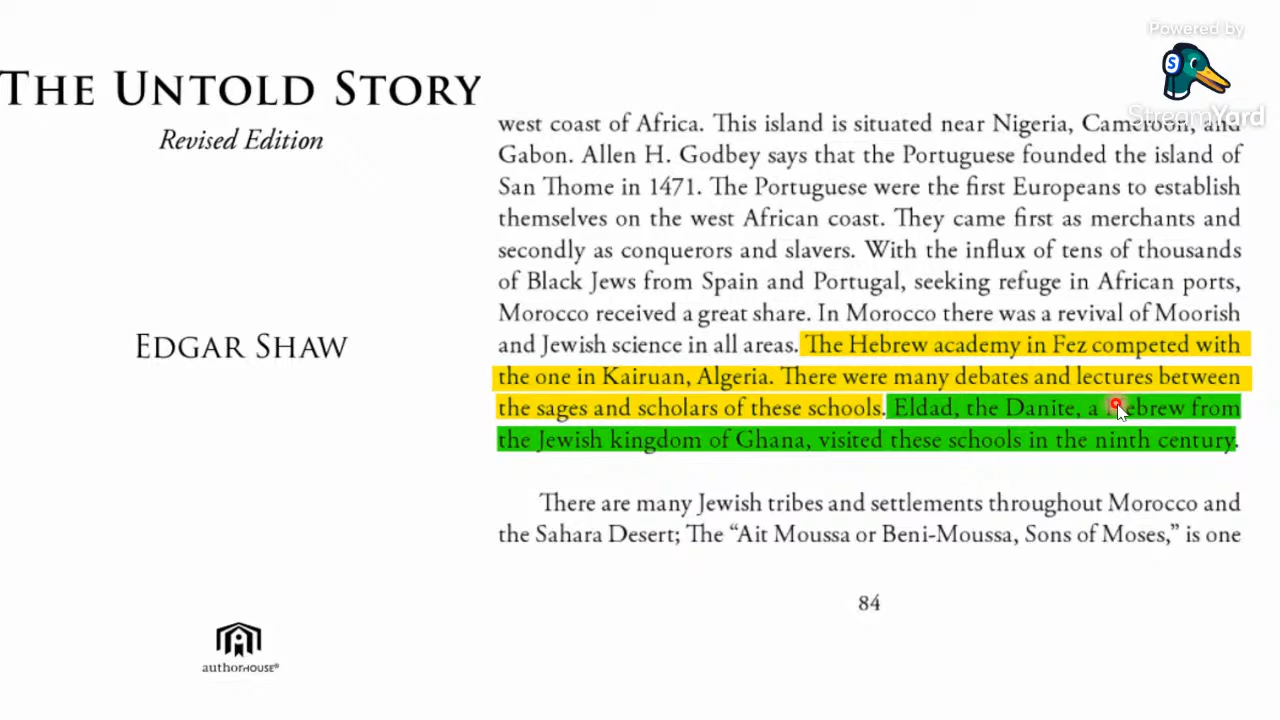 Powered by
StreamYard
THE UNTOLD STORY
Revised Edition
EDGAR SHAW
authorHOUSE®
west coast of Africa. This island is situated near Nigeria, Cameroon, and
Gabon. Allen H. Godbey says that the Portuguese founded the island of
San Thome in 1471. The Portuguese were the first Europeans to establish
themselves on the west African coast. They came first as merchants and
secondly as conquerors and slavers. With the influx of tens of thousands
of Black Jews from Spain and Portugal, seeking refuge in African ports,
Morocco received a great share. In Morocco there was a revival of Moorish
and Jewish science in all areas. The Hebrew academy in Fez competed with
the one in Kairuan, Algeria. There were many debates and lectures between
the sages and scholars of these schools. Eldad, the Danite, a Hebrew from
the Jewish kingdom of Ghana, visited these schools in the ninth century.
There are many Jewish tribes and settlements throughout Morocco and
the Sahara Desert; The “Ait Moussa or Beni-Moussa, Sons of Moses,” is one
84